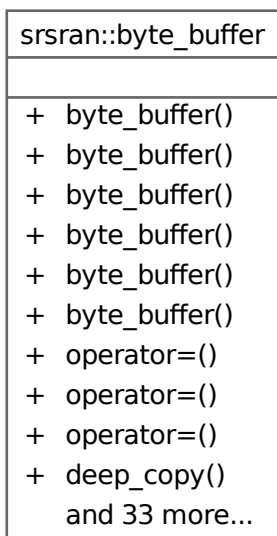 srsran::byte_buffer
+ byte_buffer()
+ byte_buffer()
+ byte_buffer()
+ byte_buffer()
+ byte_buffer()
+ byte_buffer()
+ operator=()
+ operator=()
+ operator=()
+ deep_copy()
and 33 more...